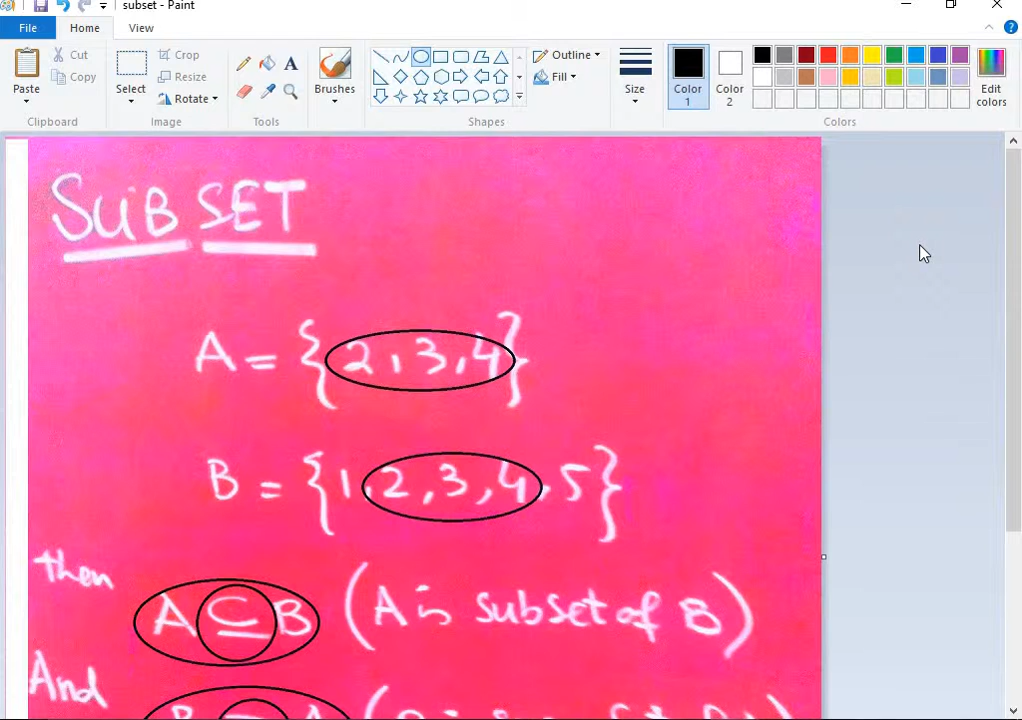 subset - Paint
File Home View
Paste Cut Copy
Clipboard
Select Crop Resize Rotate
Image
Tools
Brushes
Shapes
Outline
Fill
Size
Color 1
Color 2
Edit colors
Colors
SUBSET
A = {2, 3, 4}
B = {1, 2, 3, 4, 5}
then
A ⊆ B (A is subset of B)
And